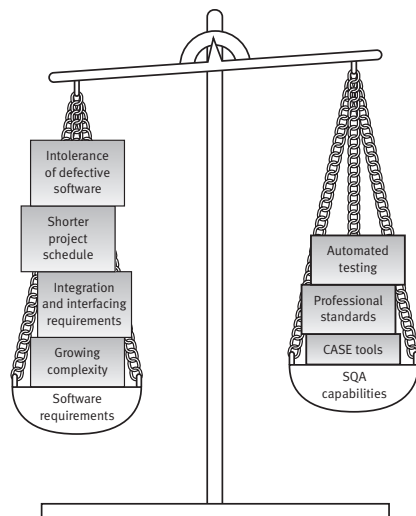 Intolerance
of defective
software
Shorter
project
schedule
Integration
and interfacing
requirements
Growing
complexity
Software
requirements
Automated
testing
Professional
standards
CASE tools
SQA
capabilities